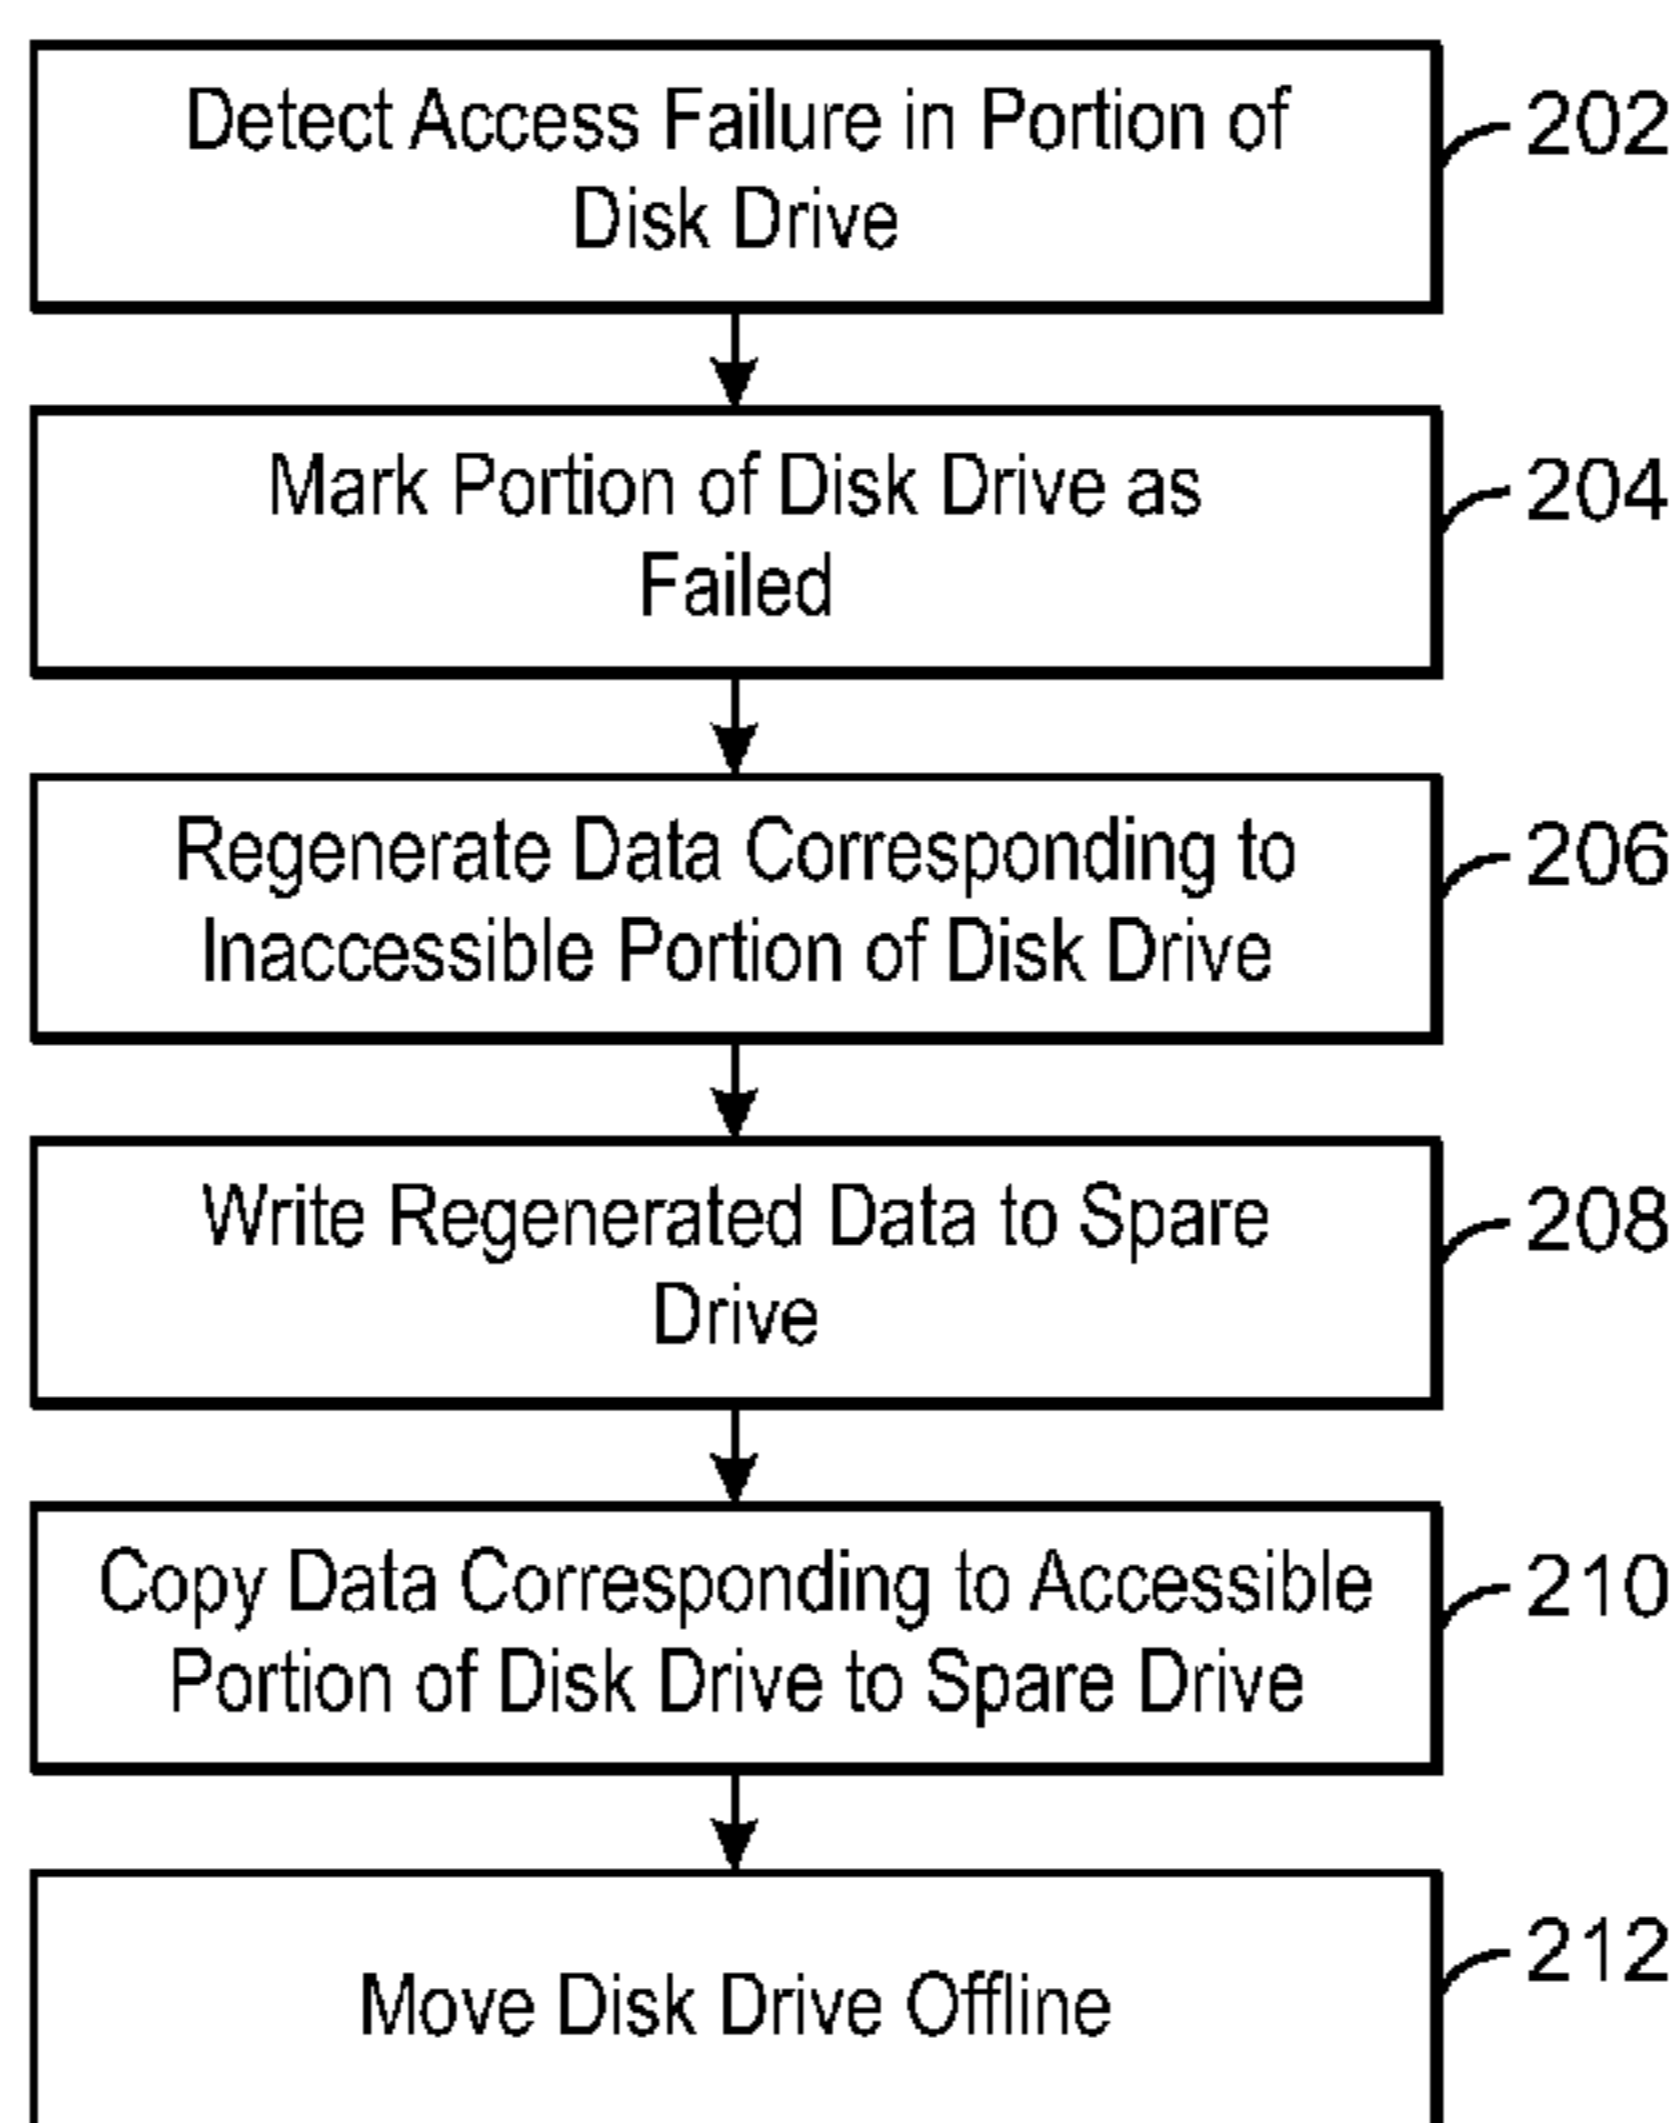 Detect Access Failure in Portion of
Disk Drive
202
Mark Portion of Disk Drive as
Failed
204
Regenerate Data Corresponding to
Inaccessible Portion of Disk Drive
206
Write Regenerated Data to Spare
Drive
208
Copy Data Corresponding to Accessible
Portion of Disk Drive to Spare Drive
210
Move Disk Drive Offline
212